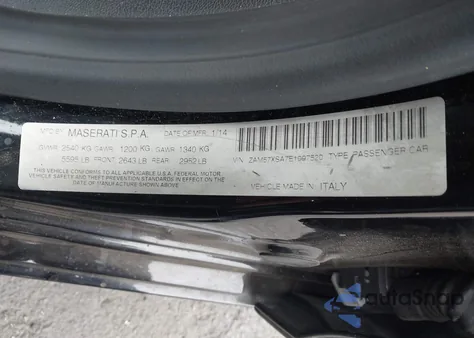 MFD BY MASERATI S.P.A. DATE OF MFR. 1/14
GVWR 2540 KG GAWR 1200 KG GAWR 1340 KG
5595 LB FRONT 2643 LB REAR 2952 LB
THIS VEHICLE CONFORMS TO ALL APPLICABLE U.S.A. FEDERAL MOTOR
VEHICLE SAFETY AND THEFT PREVENTION STANDARDS IN EFFECT ON
THE DATE OF MANUFACTURE SHOWN ABOVE
TYPE: PASSENGER CAR
VEHICLE MADE IN: ITALY
AutoSnap